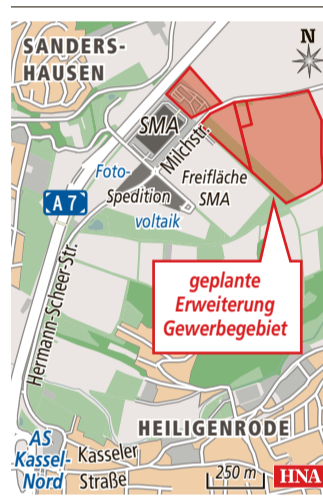 SANDERS-
HAUSEN
N
SMA
Milchstr.
Foto-
Spedition
voltaik
Freifläche
SMA
A 7
Hermann-Scheer-Str.
geplante
Erweiterung
Gewerbegebiet
HEILIGENRODE
AS
Kassel-
Nord
Kasseler
Straße
250 m
HNA